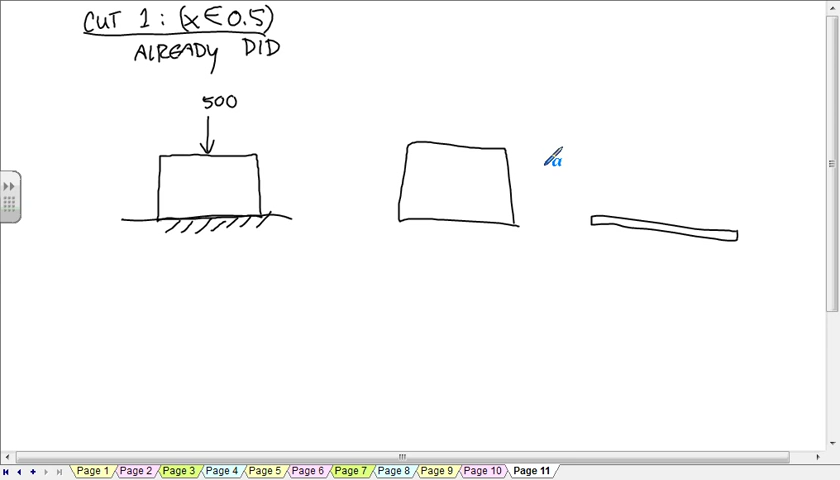 CUT 1: (x ∈ 0.5)
ALREADY DID
500
a
Page 1 Page 2 Page 3 Page 4 Page 5 Page 6 Page 7 Page 8 Page 9 Page 10 Page 11